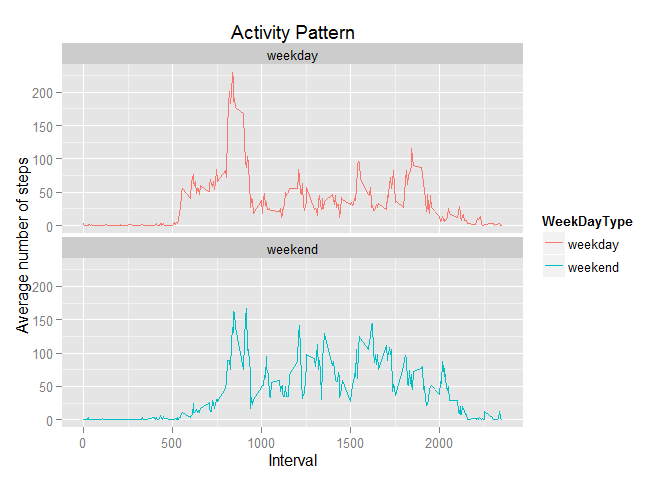 Activity Pattern
weekday
200
150
100
50
0
weekend
200
150
100
50
0
Average number of steps
0 500 1000 1500 2000
Interval
WeekDayType
weekday
weekend